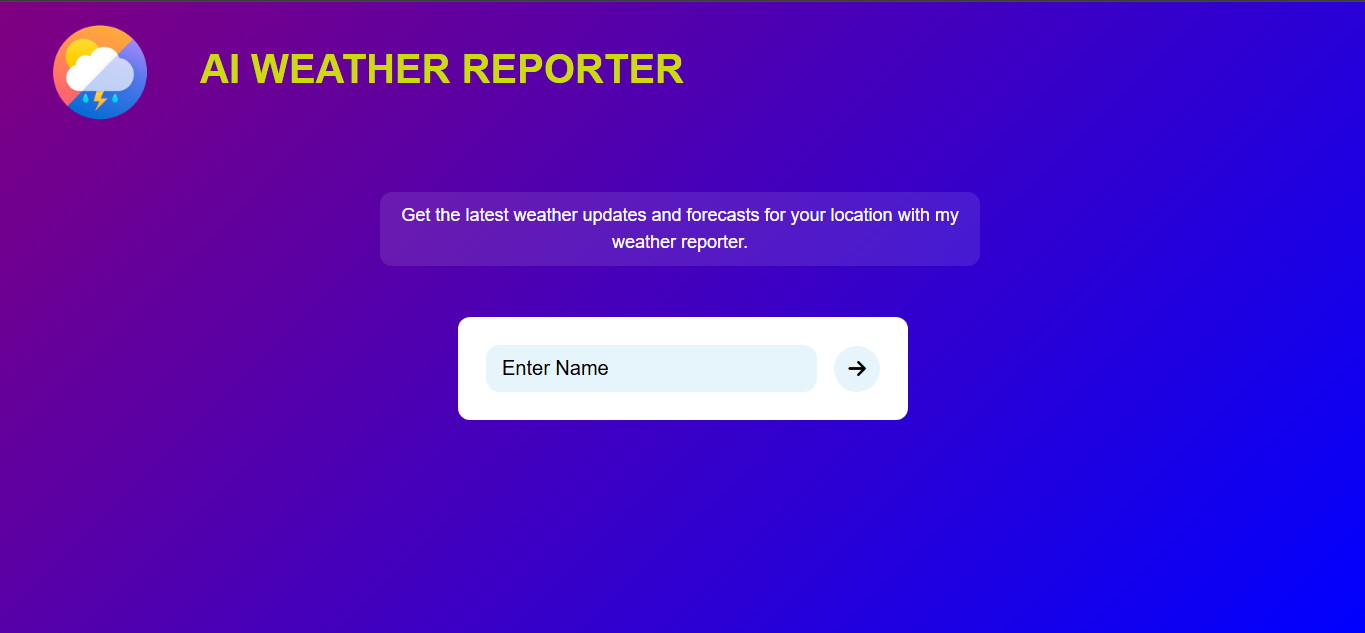 AI WEATHER REPORTER
Get the latest weather updates and forecasts for your location with my
weather reporter.
Enter Name